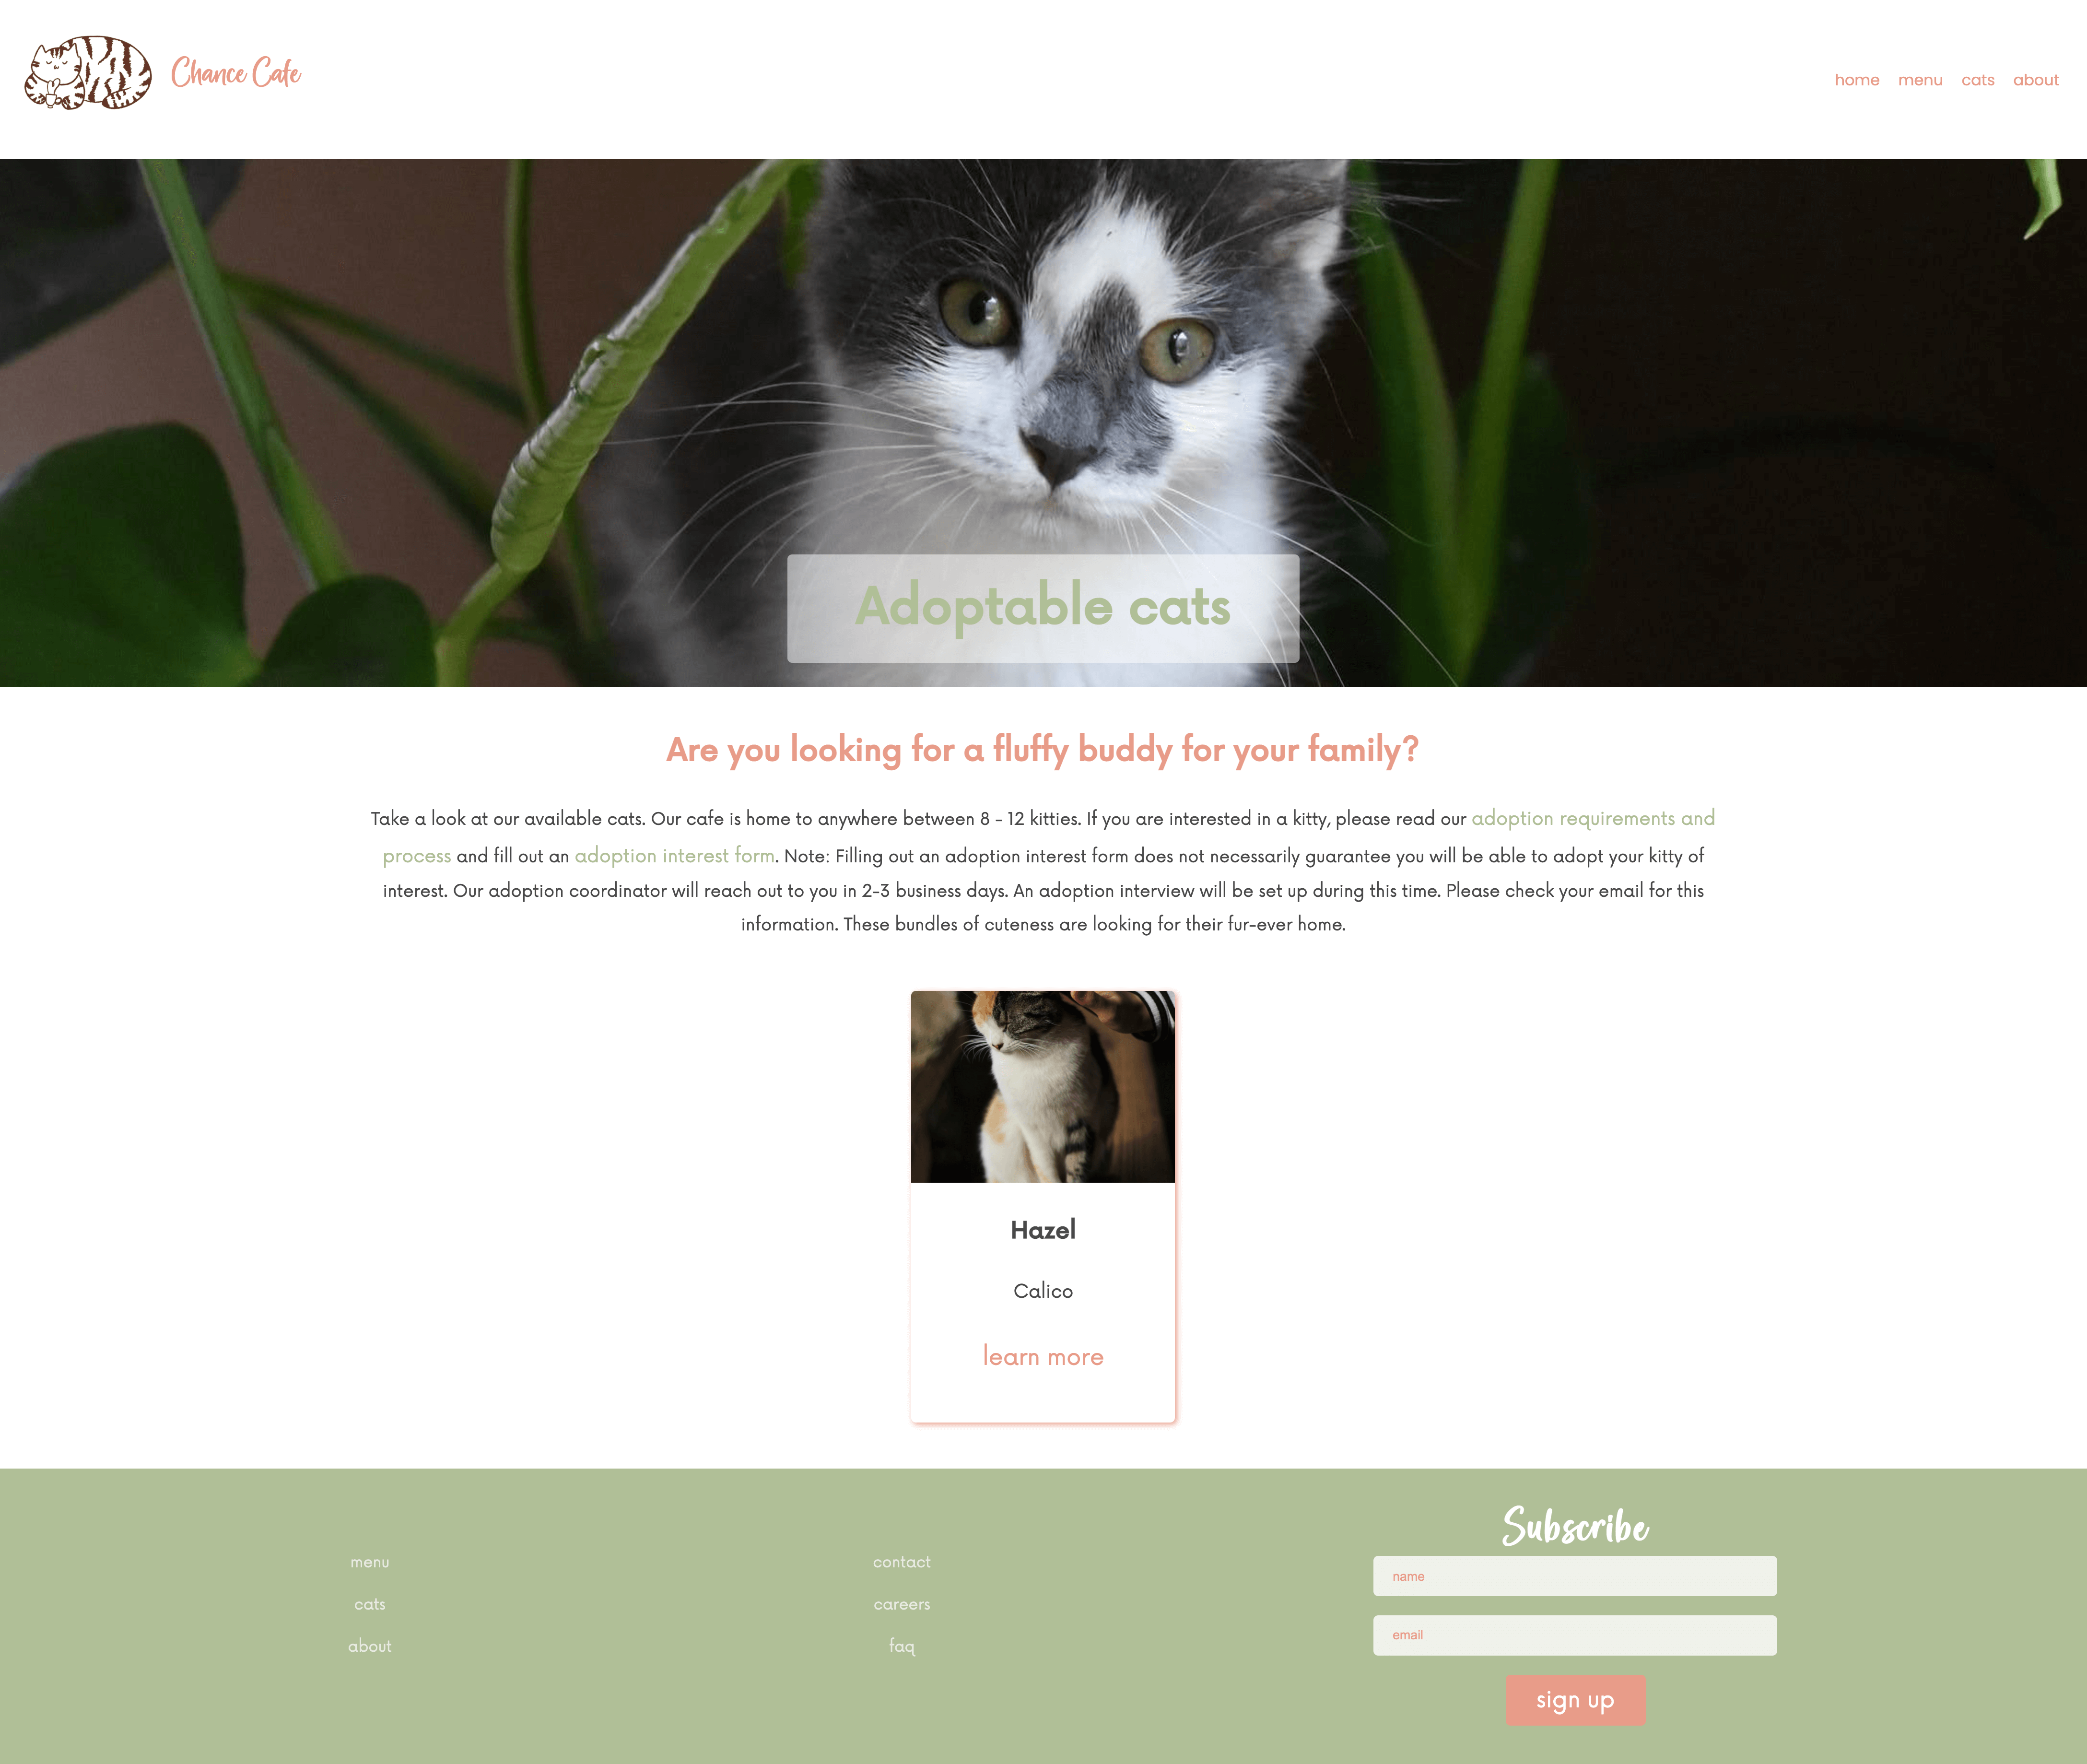 Chance Cafe
home menu cats about
Adoptable cats
Are you looking for a fluffy buddy for your family?
Take a look at our available cats. Our cafe is home to anywhere between 8 - 12 kitties. If you are interested in a kitty, please read our adoption requirements and
process and fill out an adoption interest form. Note: Filling out an adoption interest form does not necessarily guarantee you will be able to adopt your kitty of
interest. Our adoption coordinator will reach out to you in 2-3 business days. An adoption interview will be set up during this time. Please check your email for this
information. These bundles of cuteness are looking for their fur-ever home.
Hazel
Calico
learn more
menu
cats
about
contact
careers
faq
Subscribe
name
email
sign up